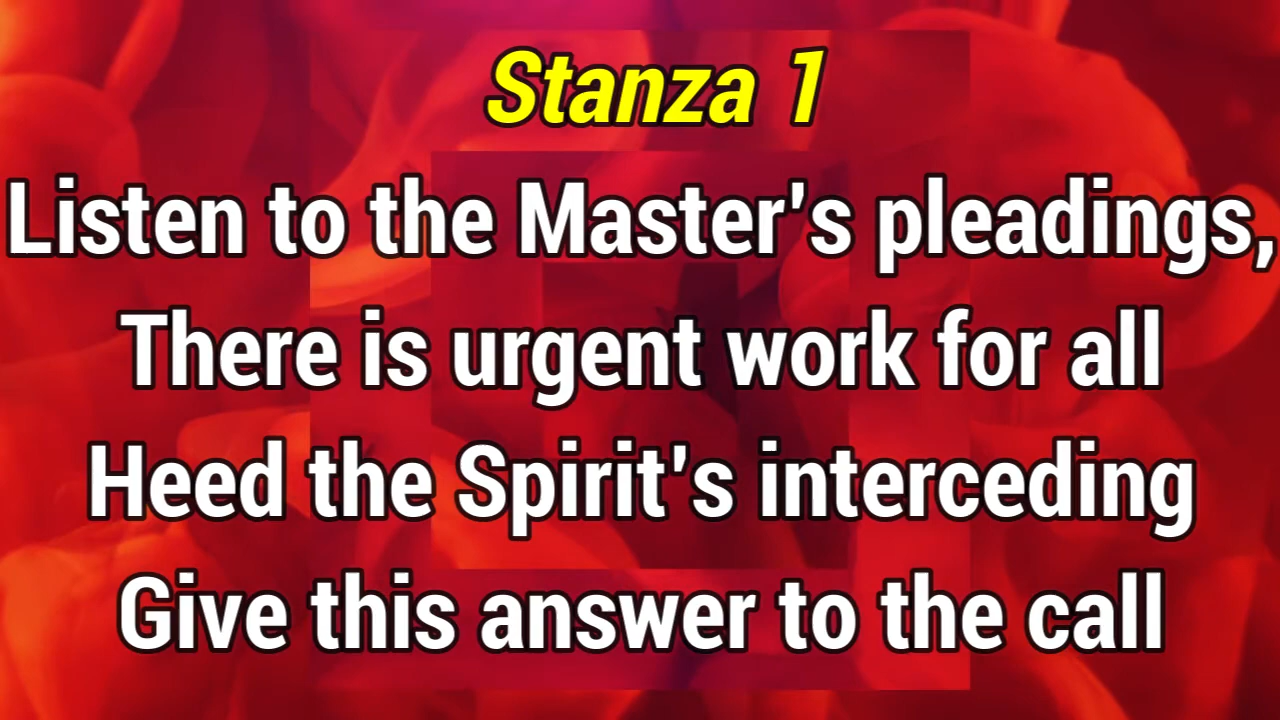 Stanza 1
Listen to the Master's pleadings,
There is urgent work for all
Heed the Spirit's interceding
Give this answer to the call